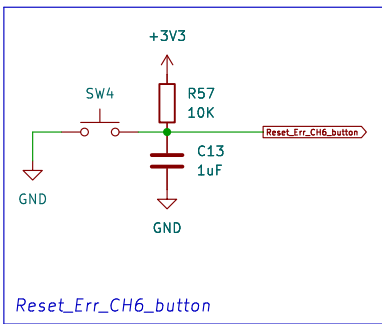 +3V3
SW4
R57
10K
Reset_Err_CH6_button
C13
1uF
GND
GND
Reset_Err_CH6_button